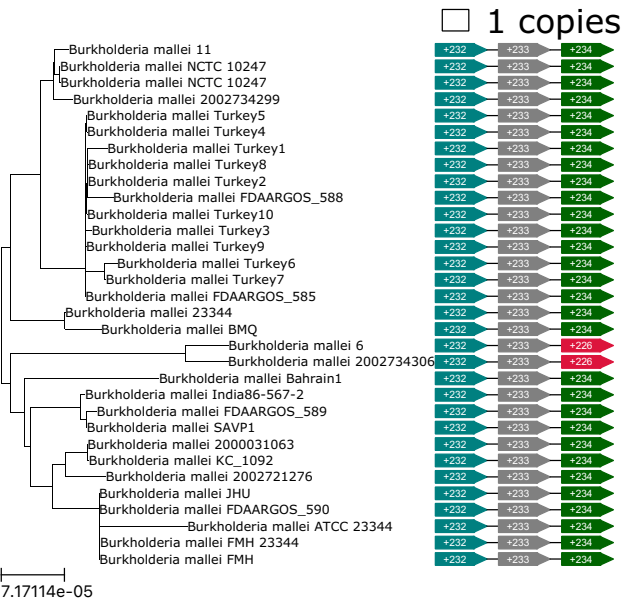 1 copies
Burkholderia mallei 11 +232 +233 +234
Burkholderia mallei NCTC 10247 +232 +233 +234
Burkholderia mallei NCTC 10247 +232 +233 +234
Burkholderia mallei 2002734299 +232 +233 +234
Burkholderia mallei Turkey5 +232 +233 +234
Burkholderia mallei Turkey4 +232 +233 +234
Burkholderia mallei Turkey1 +232 +233 +234
Burkholderia mallei Turkey8 +232 +233 +234
Burkholderia mallei Turkey2 +232 +233 +234
Burkholderia mallei FDAARGOS_588 +232 +233 +234
Burkholderia mallei Turkey10 +232 +233 +234
Burkholderia mallei Turkey3 +232 +233 +234
Burkholderia mallei Turkey9 +232 +233 +234
Burkholderia mallei Turkey6 +232 +233 +234
Burkholderia mallei Turkey7 +232 +233 +234
Burkholderia mallei FDAARGOS_585 +232 +233 +234
Burkholderia mallei 23344 +232 +233 +234
Burkholderia mallei BMQ +232 +233 +234
Burkholderia mallei 6 +232 +233 +226
Burkholderia mallei 2002734306 +232 +233 +226
Burkholderia mallei Bahrain1 +232 +233 +234
Burkholderia mallei India86-567-2 +232 +233 +234
Burkholderia mallei FDAARGOS_589 +232 +233 +234
Burkholderia mallei SAVP1 +232 +233 +234
Burkholderia mallei 2000031063 +232 +233 +234
Burkholderia mallei KC_1092 +232 +233 +234
Burkholderia mallei 2002721276 +232 +233 +234
Burkholderia mallei JHU +232 +233 +234
Burkholderia mallei FDAARGOS_590 +232 +233 +234
Burkholderia mallei ATCC 23344 +232 +233 +234
Burkholderia mallei FMH 23344 +232 +233 +234
Burkholderia mallei FMH +232 +233 +234
7.17114e-05